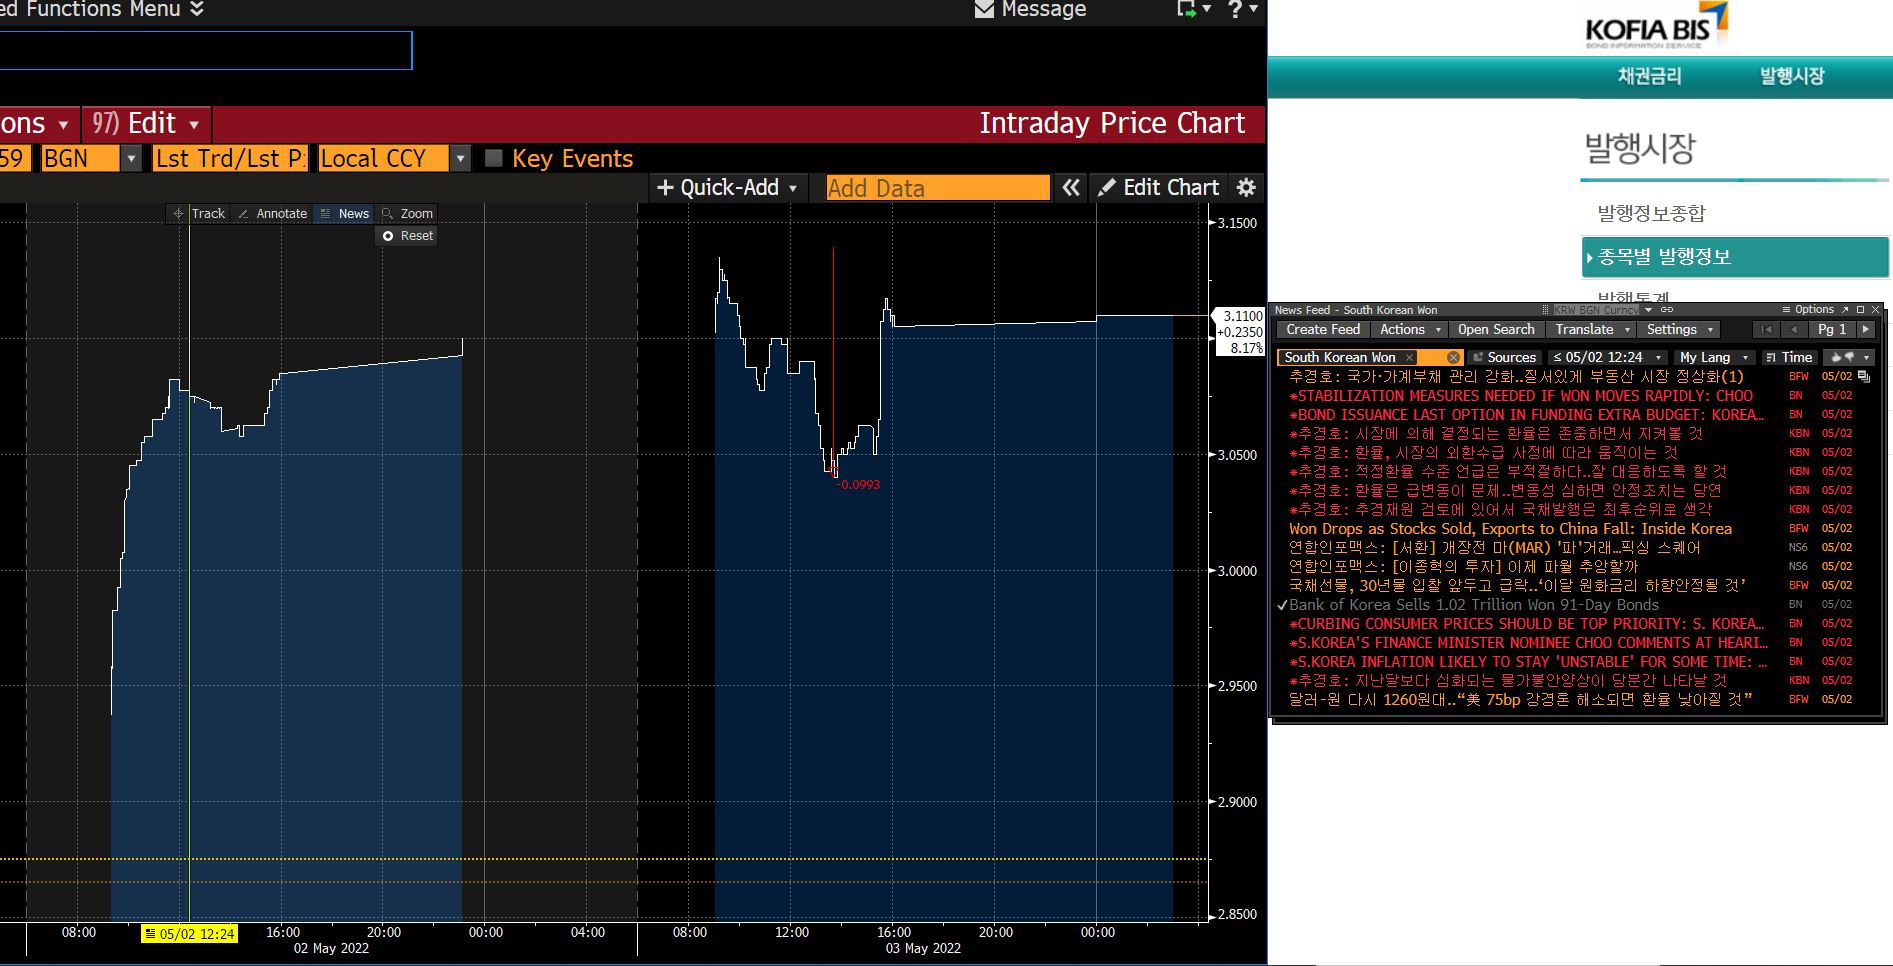 ed Functions Menu
Message
?
ons
97) Edit
Intraday Price Chart
59
BGN
Lst Trd/Lst P
Local CCY
Key Events
+ Quick-Add
Add Data
«
Edit Chart
Track
Annotate
News
Zoom
Reset
3.1500
3.1100
+0.2350
8.17%
3.0500
-0.0993
3.0000
2.9500
2.9000
2.8500
08:00
05/02 12:24
16:00
20:00
00:00
04:00
08:00
12:00
16:00
20:00
00:00
02 May 2022
03 May 2022
KOFIA BIS
BOND INFORMATION SERVICE
채권금리
발행시장
발행시장
발행정보종합
종목별 발행정보
발행통계
News Feed - South Korean Won
KRW BGN Curncy
Options
Create Feed
Actions
Open Search
Translate
Settings
Pg 1
South Korean Won
Sources
≤ 05/02 12:24
My Lang
Time
추경호: 국가·가계부채 관리 강화..질서있게 부동산 시장 정상화(1) BFW 05/02
*STABILIZATION MEASURES NEEDED IF WON MOVES RAPIDLY: CHOO BN 05/02
*BOND ISSUANCE LAST OPTION IN FUNDING EXTRA BUDGET: KOREA... BN 05/02
*추경호: 시장에 의해 결정되는 환율은 존중하면서 지켜볼 것 KBN 05/02
*추경호: 환율, 시장의 외환수급 사정에 따라 움직이는 것 KBN 05/02
*추경호: 적정환율 수준 언급은 부적절하다..잘 대응하도록 할 것 KBN 05/02
*추경호: 환율은 급변동이 문제..변동성 심하면 안정조치는 당연 KBN 05/02
*추경호: 추경재원 검토에 있어서 국채발행은 최후순위로 생각 KBN 05/02
Won Drops as Stocks Sold, Exports to China Fall: Inside Korea BFW 05/02
연합인포맥스: [서환] 개장전 마(MAR) '파'거래...픽싱 스퀘어 NS6 05/02
연합인포맥스: [이종혁의 투자] 이제 파월 추앙할까 NS6 05/02
국채선물, 30년물 입찰 앞두고 급락..‘이달 원화금리 하향안정될 것’ BFW 05/02
✓Bank of Korea Sells 1.02 Trillion Won 91-Day Bonds BN 05/02
*CURBING CONSUMER PRICES SHOULD BE TOP PRIORITY: S. KOREA... BN 05/02
*S.KOREA'S FINANCE MINISTER NOMINEE CHOO COMMENTS AT HEARI... BN 05/02
*S.KOREA INFLATION LIKELY TO STAY 'UNSTABLE' FOR SOME TIME: ... BN 05/02
*추경호: 지난달보다 심화되는 물가불안양상이 당분간 나타날 것 KBN 05/02
달러-원 다시 1260원대..“美 75bp 강경론 해소되면 환율 낮아질 것” BFW 05/02